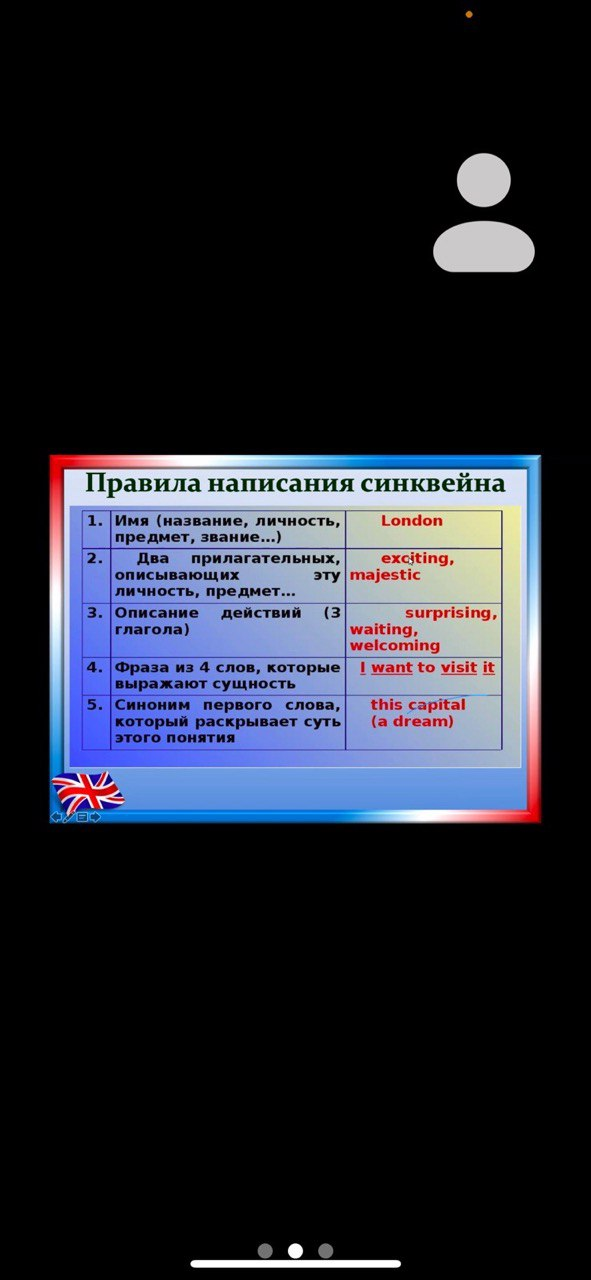 Правила написания синквейна
1. Имя (название, личность, London
предмет, звание…)
2. Два прилагательных, exciting,
описывающих эту majestic
личность, предмет…
3. Описание действий (3 surprising,
глагола) waiting,
welcoming
4. Фраза из 4 слов, которые I want to visit it
выражают сущность
5. Синоним первого слова, this capital
который раскрывает суть (a dream)
этого понятия